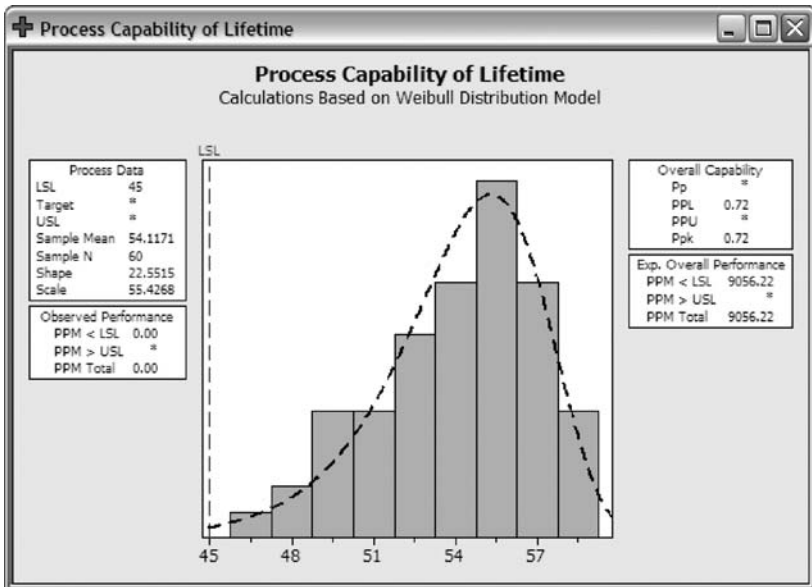 Process Capability of Lifetime
Process Capability of Lifetime
Calculations Based on Weibull Distribution Model
LSL
Process Data
LSL 45
Target *
USL *
Sample Mean 54.1171
Sample N 60
Shape 22.5515
Scale 55.4268
Observed Performance
PPM < LSL 0.00
PPM > USL *
PPM Total 0.00
Overall Capability
Pp *
PPL 0.72
PPU *
Ppk 0.72
Exp. Overall Performance
PPM < LSL 9056.22
PPM > USL *
PPM Total 9056.22
45 48 51 54 57